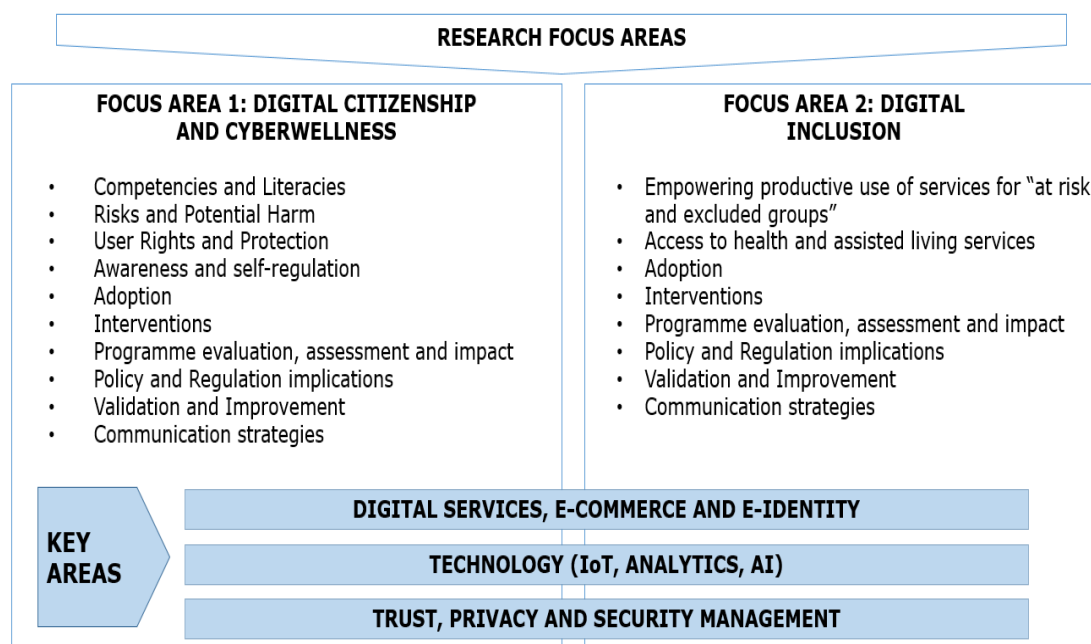 RESEARCH FOCUS AREAS
FOCUS AREA 1: DIGITAL CITIZENSHIP
AND CYBERWELLNESS
• Competencies and Literacies
• Risks and Potential Harm
• User Rights and Protection
• Awareness and self-regulation
• Adoption
• Interventions
• Programme evaluation, assessment and impact
• Policy and Regulation implications
• Validation and Improvement
• Communication strategies
FOCUS AREA 2: DIGITAL
INCLUSION
• Empowering productive use of services for “at risk
and excluded groups”
• Access to health and assisted living services
• Adoption
• Interventions
• Programme evaluation, assessment and impact
• Policy and Regulation implications
• Validation and Improvement
• Communication strategies
KEY
AREAS
DIGITAL SERVICES, E-COMMERCE AND E-IDENTITY
TECHNOLOGY (IoT, ANALYTICS, AI)
TRUST, PRIVACY AND SECURITY MANAGEMENT